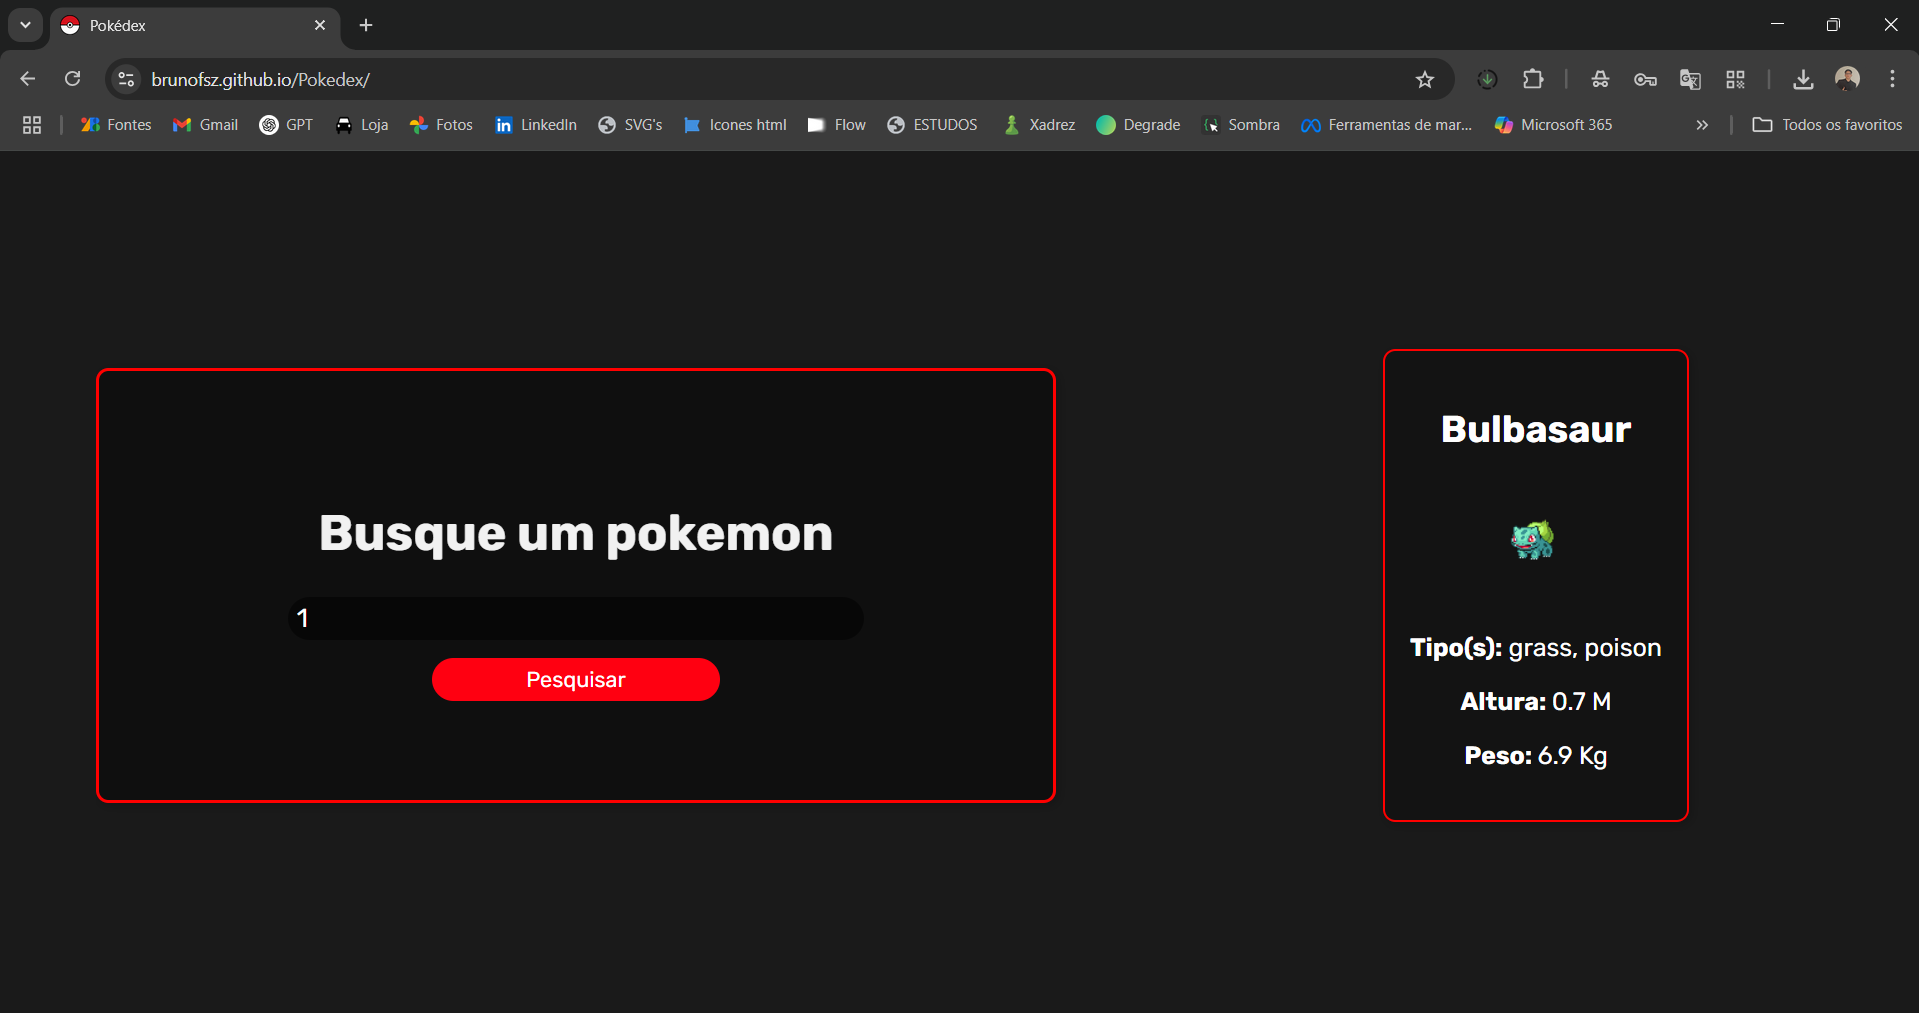 Pokédex
brunofsz.github.io/Pokedex/
Fontes Gmail GPT Loja Fotos LinkedIn SVG's Icones html Flow ESTUDOS Xadrez Degrade Sombra Ferramentas de mar... Microsoft 365 » Todos os favoritos
Busque um pokemon
1
Pesquisar
Bulbasaur
Tipo(s): grass, poison
Altura: 0.7 M
Peso: 6.9 Kg